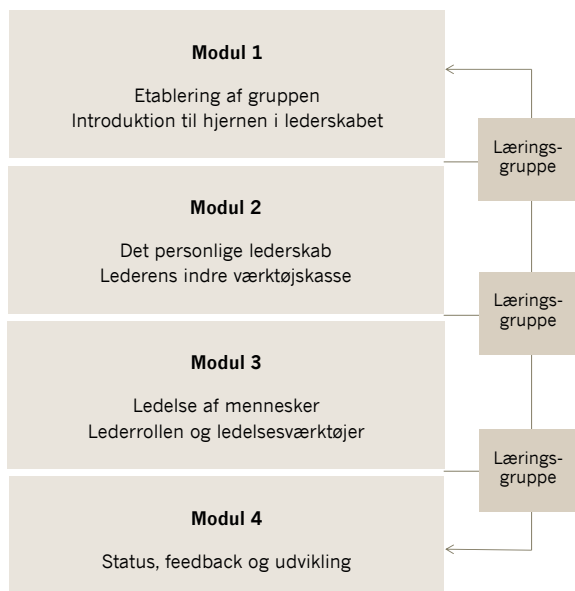 Modul 1
Etablering af gruppen
Introduktion til hjernen i lederskabet
Lærings-
gruppe
Modul 2
Det personlige lederskab
Lederens indre værktøjskasse
Lærings-
gruppe
Modul 3
Ledelse af mennesker
Lederrollen og ledelsesværktøjer
Lærings-
gruppe
Modul 4
Status, feedback og udvikling